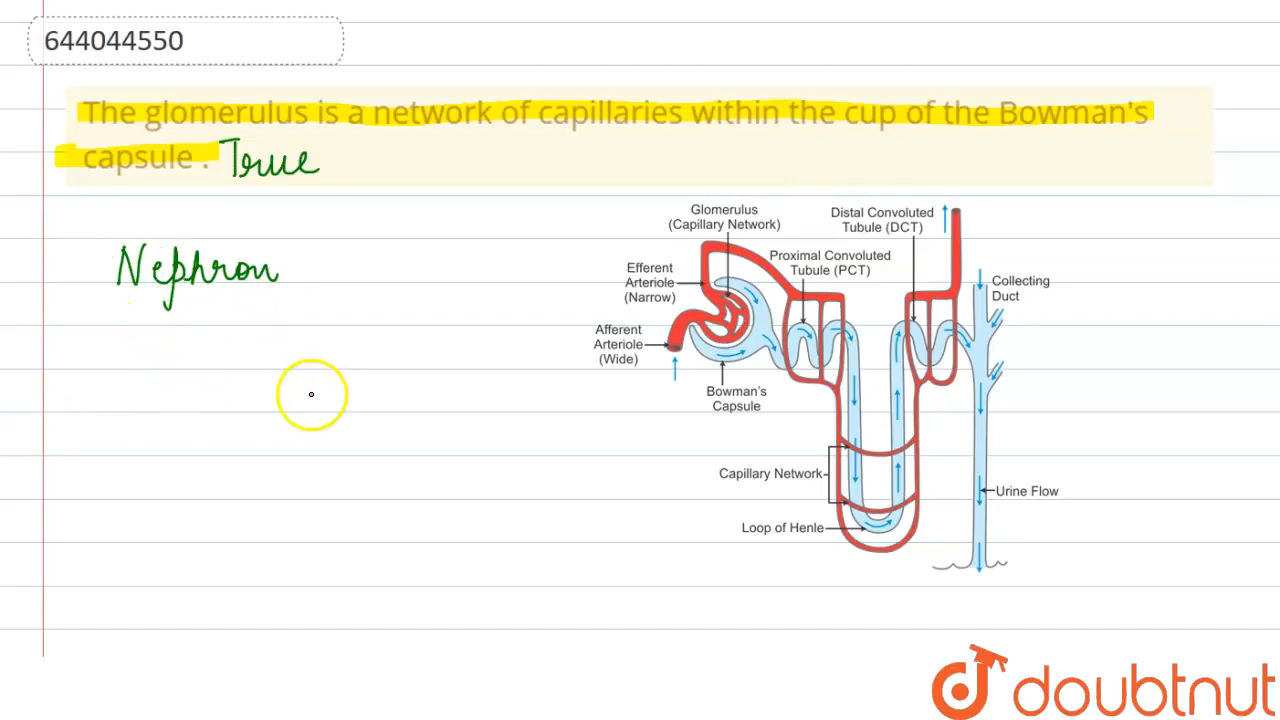 644044550
The glomerulus is a network of capillaries within the cup of the Bowman's
capsule . True
Nephron
Glomerulus
(Capillary Network)
Distal Convoluted
Tubule (DCT)
Proximal Convoluted
Tubule (PCT)
Efferent
Arteriole
(Narrow)
Collecting
Duct
Afferent
Arteriole
(Wide)
Bowman's
Capsule
Capillary Network
Urine Flow
Loop of Henle
doubtnut